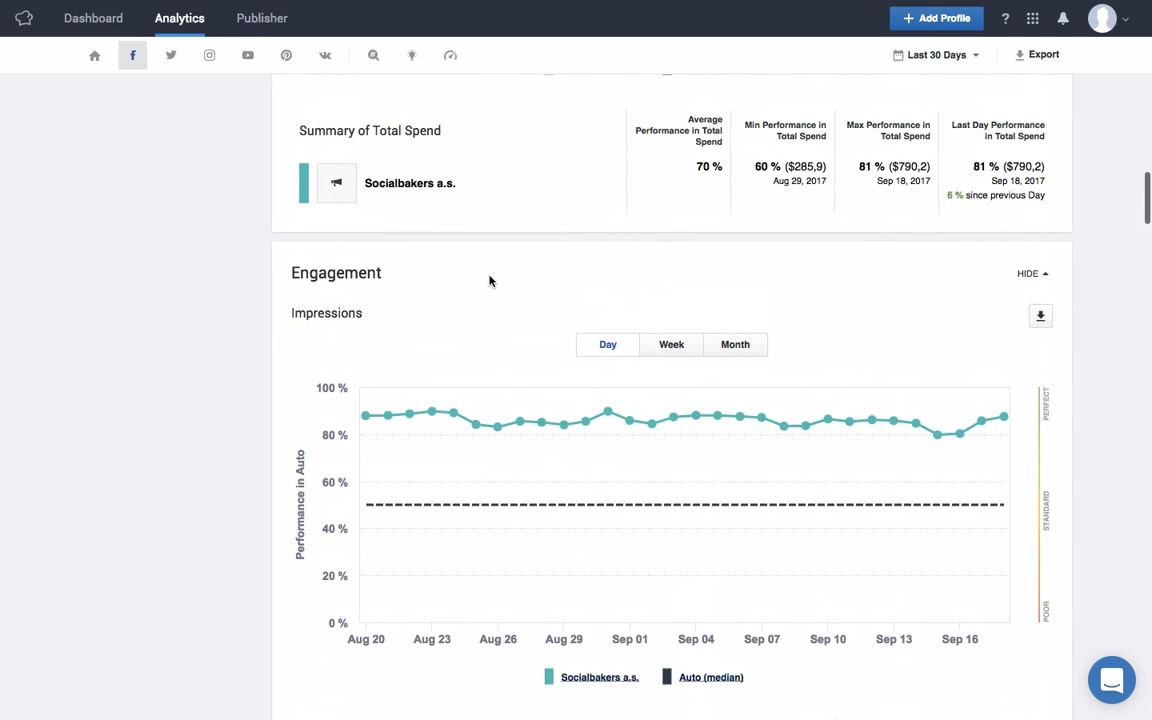 Dashboard
Analytics
Publisher
Add Profile
?
f
Last 30 Days
Export
Summary of Total Spend
Average
Performance in Total
Spend
Min Performance in
Total Spend
Max Performance in
Total Spend
Last Day Performance
in Total Spend
Socialbakers a.s.
70 %
60 % ($285,9)
Aug 29, 2017
81 % ($790,2)
Sep 18, 2017
81 % ($790,2)
Sep 18, 2017
6 % since previous Day
Engagement
HIDE
Impressions
Day
Week
Month
Performance in Auto
100 %
80 %
60 %
40 %
20 %
0 %
PERFECT
STANDARD
POOR
Aug 20
Aug 23
Aug 26
Aug 29
Sep 01
Sep 04
Sep 07
Sep 10
Sep 13
Sep 16
Socialbakers a.s.
Auto (median)